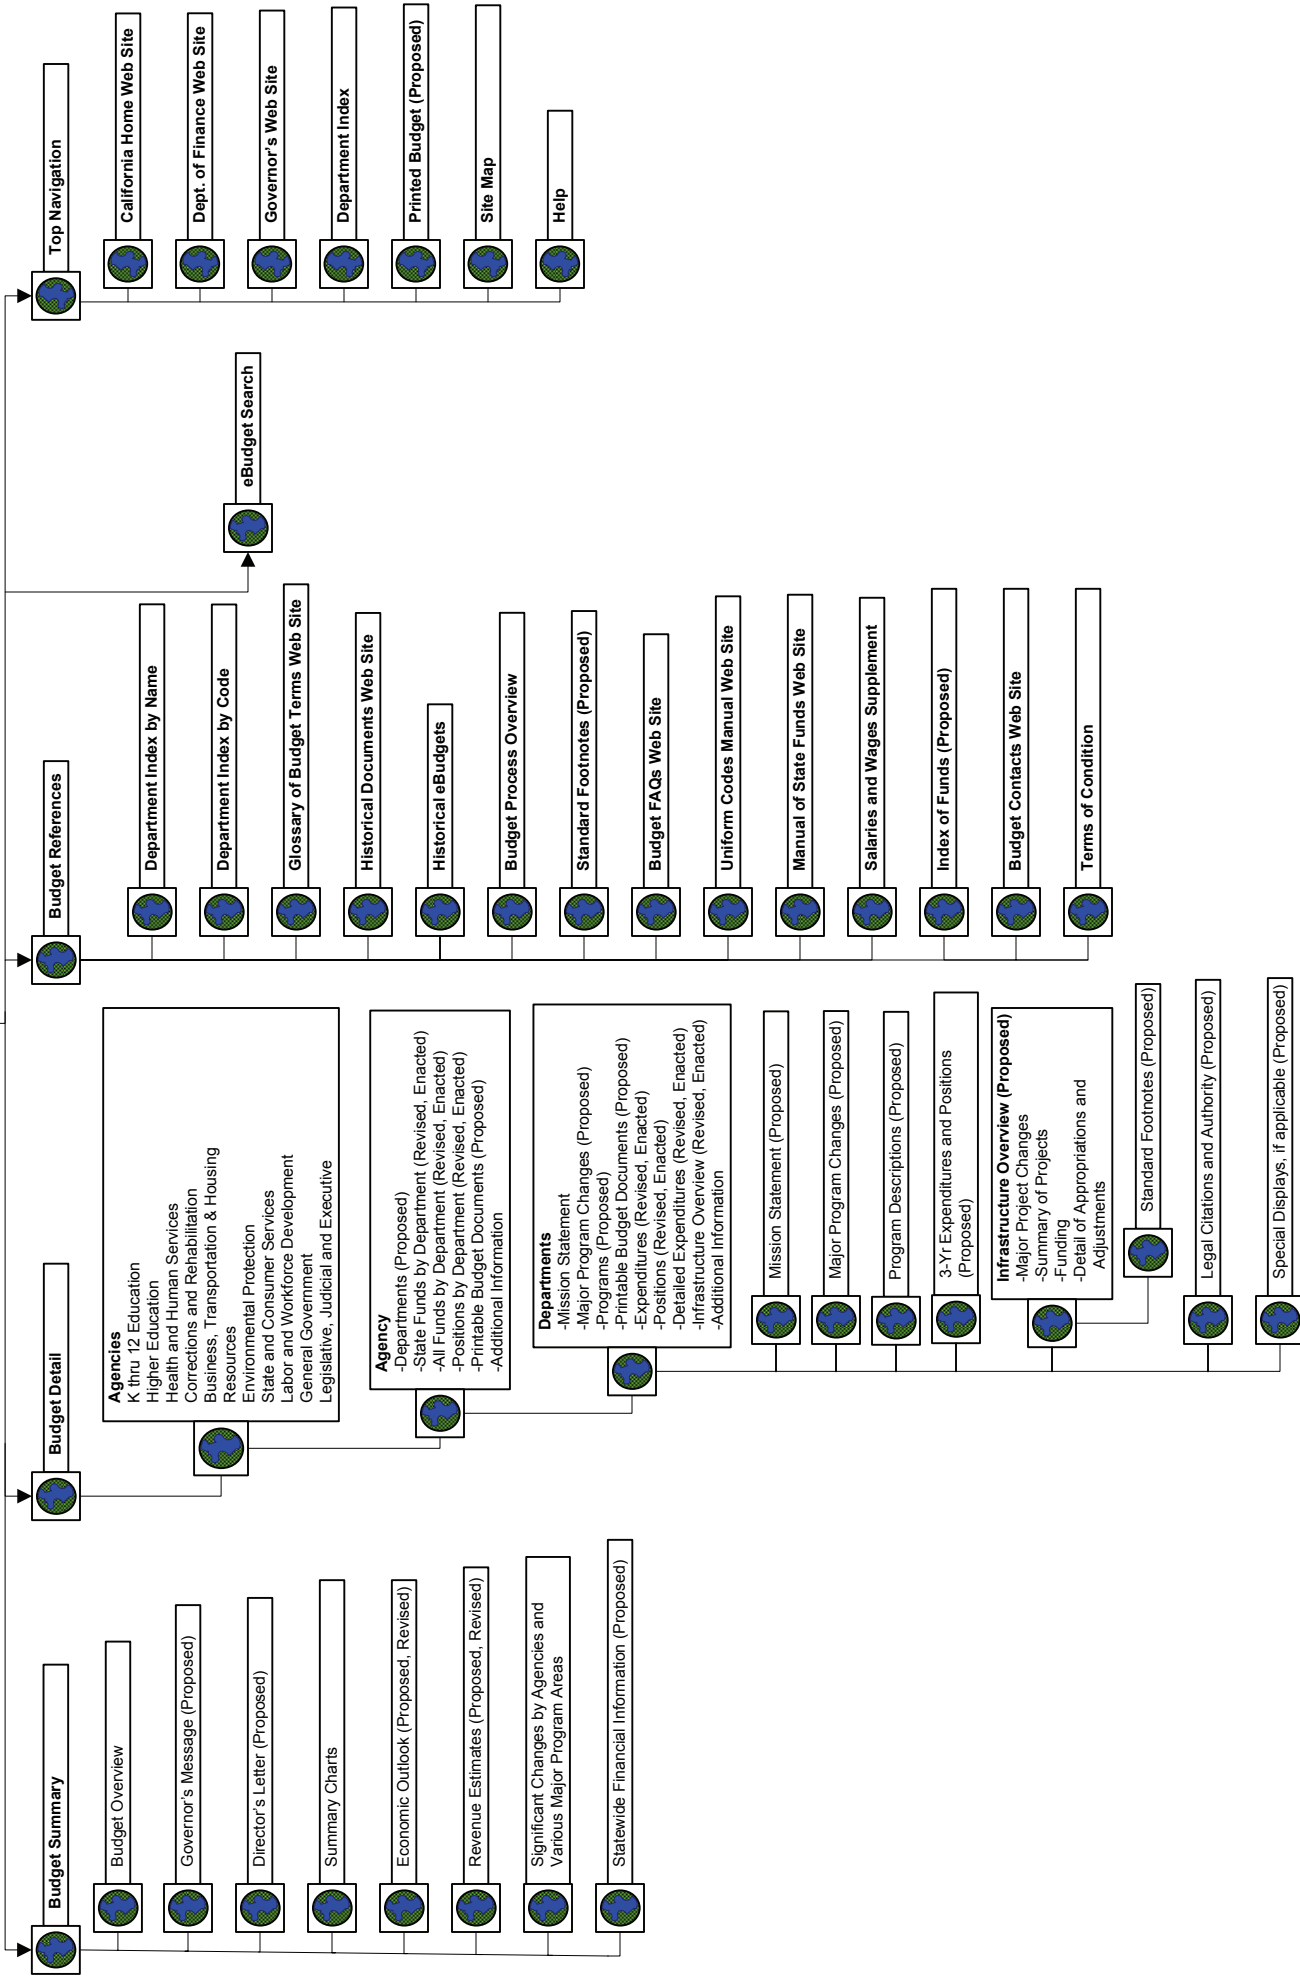 Budget Summary
Budget Overview
Governor's Message (Proposed)
Director's Letter (Proposed)
Summary Charts
Economic Outlook (Proposed, Revised)
Revenue Estimates (Proposed, Revised)
Significant Changes by Agencies and
Various Major Program Areas
Statewide Financial Information (Proposed)
Budget Detail
Agencies
K thru 12 Education
Higher Education
Health and Human Services
Corrections and Rehabilitation
Business, Transportation & Housing
Resources
Environmental Protection
State and Consumer Services
Labor and Workforce Development
General Government
Legislative, Judicial and Executive
Agency
-Departments (Proposed)
-State Funds by Department (Revised, Enacted)
-All Funds by Department (Revised, Enacted)
-Positions by Department (Revised, Enacted)
-Printable Budget Documents (Proposed)
-Additional Information
Departments
-Mission Statement
-Major Program Changes (Proposed)
-Programs (Proposed)
-Printable Budget Documents (Proposed)
-Expenditures (Revised, Enacted)
-Positions (Revised, Enacted)
-Detailed Expenditures (Revised, Enacted)
-Infrastructure Overview (Revised, Enacted)
-Additional Information
Mission Statement (Proposed)
Major Program Changes (Proposed)
Program Descriptions (Proposed)
3-Yr Expenditures and Positions
(Proposed)
Infrastructure Overview (Proposed)
-Major Project Changes
-Summary of Projects
-Funding
-Detail of Appropriations and
Adjustments
Standard Footnotes (Proposed)
Legal Citations and Authority (Proposed)
Special Displays, if applicable (Proposed)
Budget References
Department Index by Name
Department Index by Code
Glossary of Budget Terms Web Site
Historical Documents Web Site
Historical eBudgets
Budget Process Overview
Standard Footnotes (Proposed)
Budget FAQs Web Site
Uniform Codes Manual Web Site
Manual of State Funds Web Site
Salaries and Wages Supplement
Index of Funds (Proposed)
Budget Contacts Web Site
Terms of Condition
eBudget Search
Top Navigation
California Home Web Site
Dept. of Finance Web Site
Governor's Web Site
Department Index
Printed Budget (Proposed)
Site Map
Help